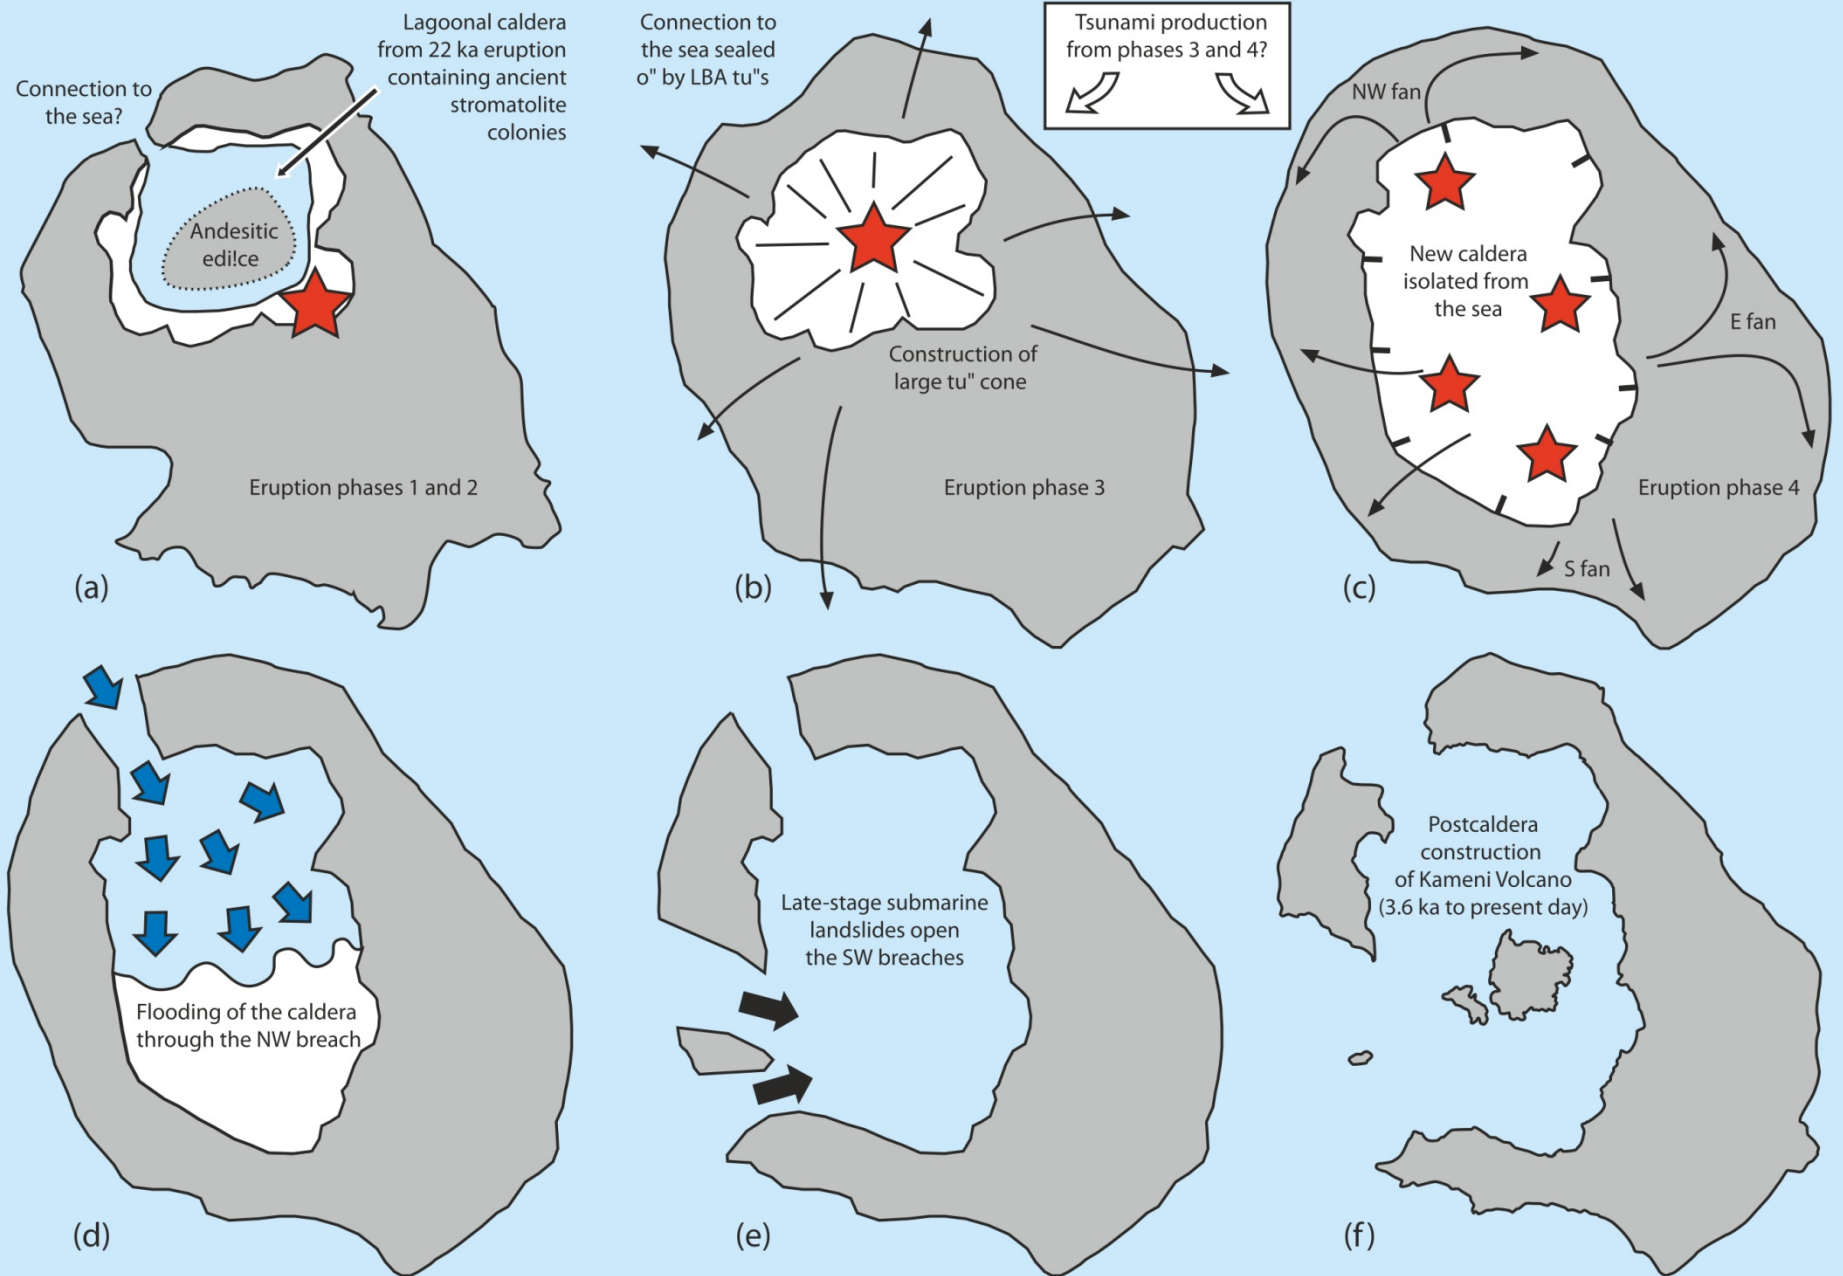 Lagoonal caldera
from 22 ka eruption
containing ancient
stromatolite
colonies
Connection to
the sea?
Andesitic
edi!ce
Eruption phases 1 and 2
(a)
Connection to
the sea sealed
o" by LBA tu"s
Construction of
large tu" cone
Eruption phase 3
(b)
Tsunami production
from phases 3 and 4?
NW fan
New caldera
isolated from
the sea
E fan
Eruption phase 4
S fan
(c)
Flooding of the caldera
through the NW breach
(d)
Late-stage submarine
landslides open
the SW breaches
(e)
Postcaldera
construction
of Kameni Volcano
(3.6 ka to present day)
(f)